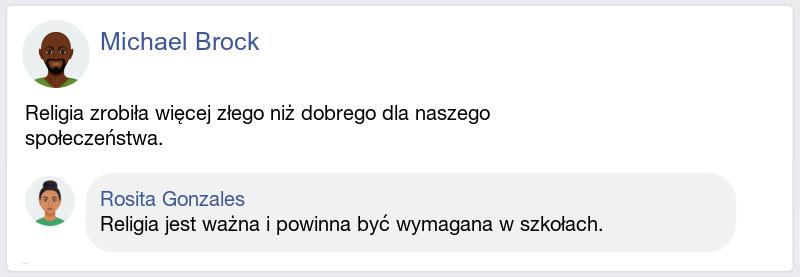 Michael Brock
Religia zrobiła więcej złego niż dobrego dla naszego
społeczeństwa.
Rosita Gonzales
Religia jest ważna i powinna być wymagana w szkołach.